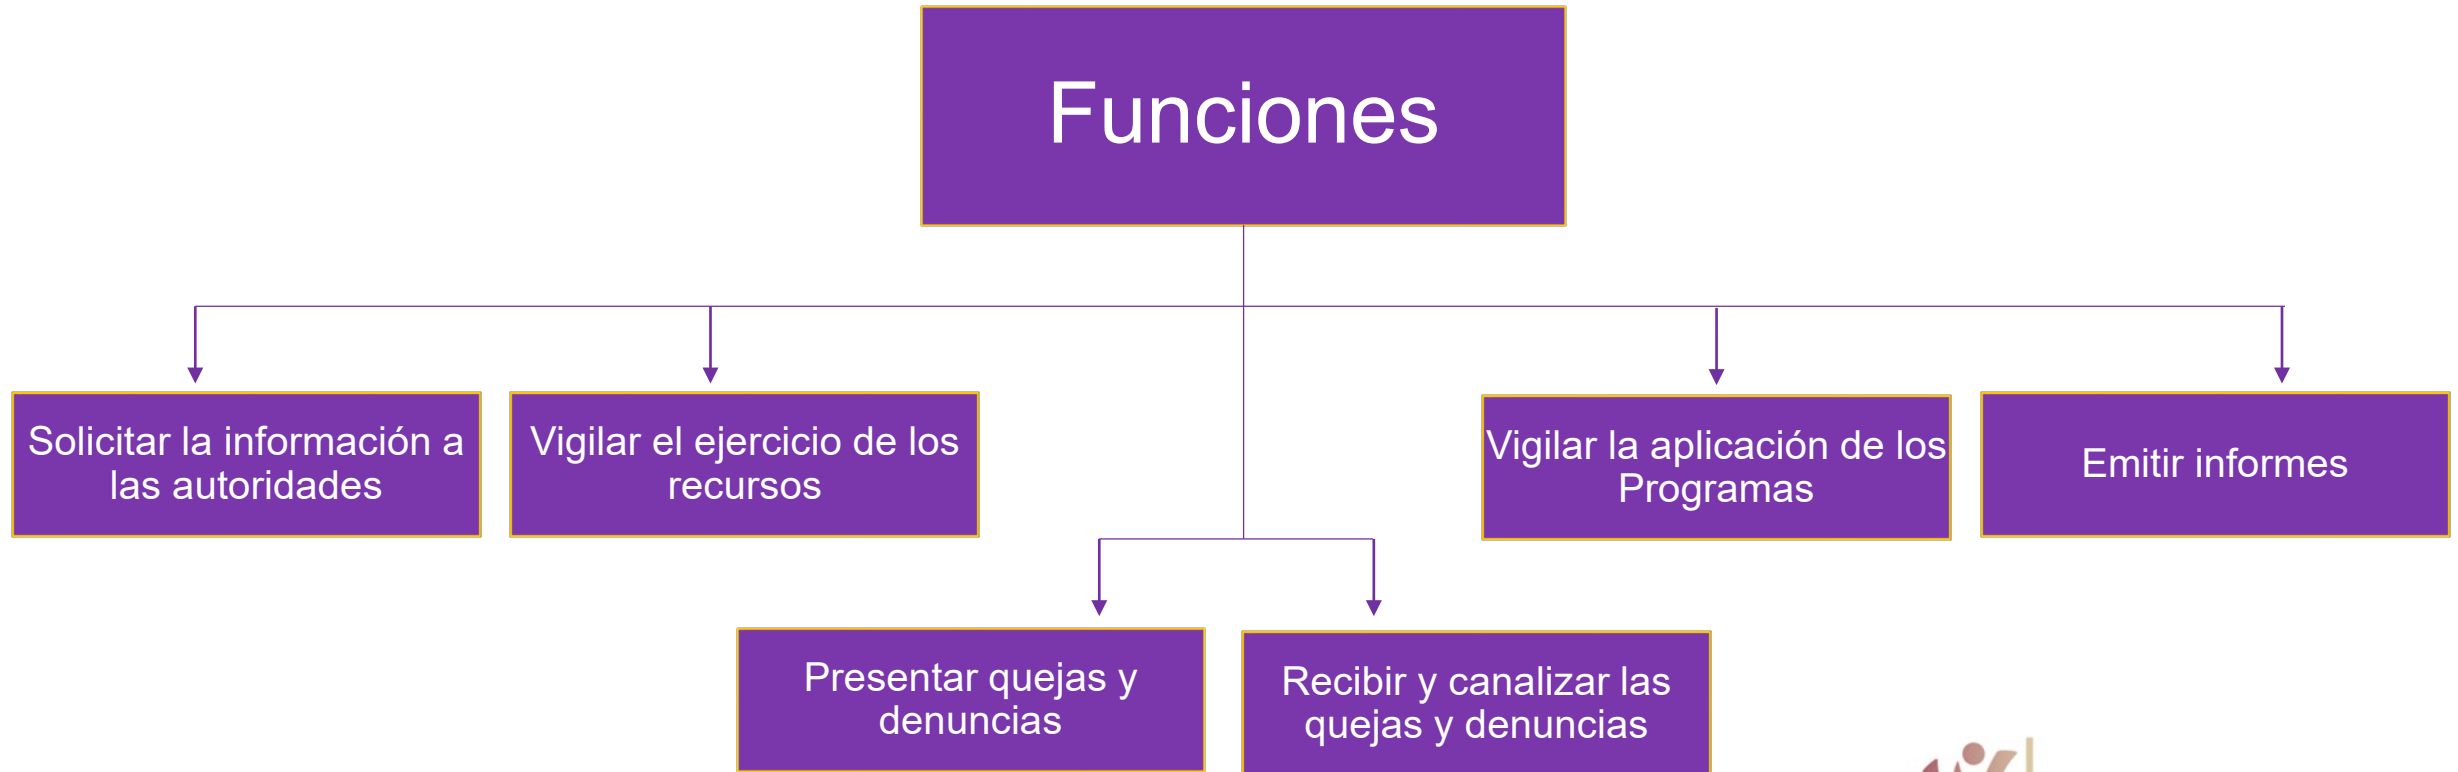 Funciones
Solicitar la información a
las autoridades
Vigilar el ejercicio de los
recursos
Vigilar la aplicación de los
Programas
Emitir informes
Presentar quejas y
denuncias
Recibir y canalizar las
quejas y denuncias